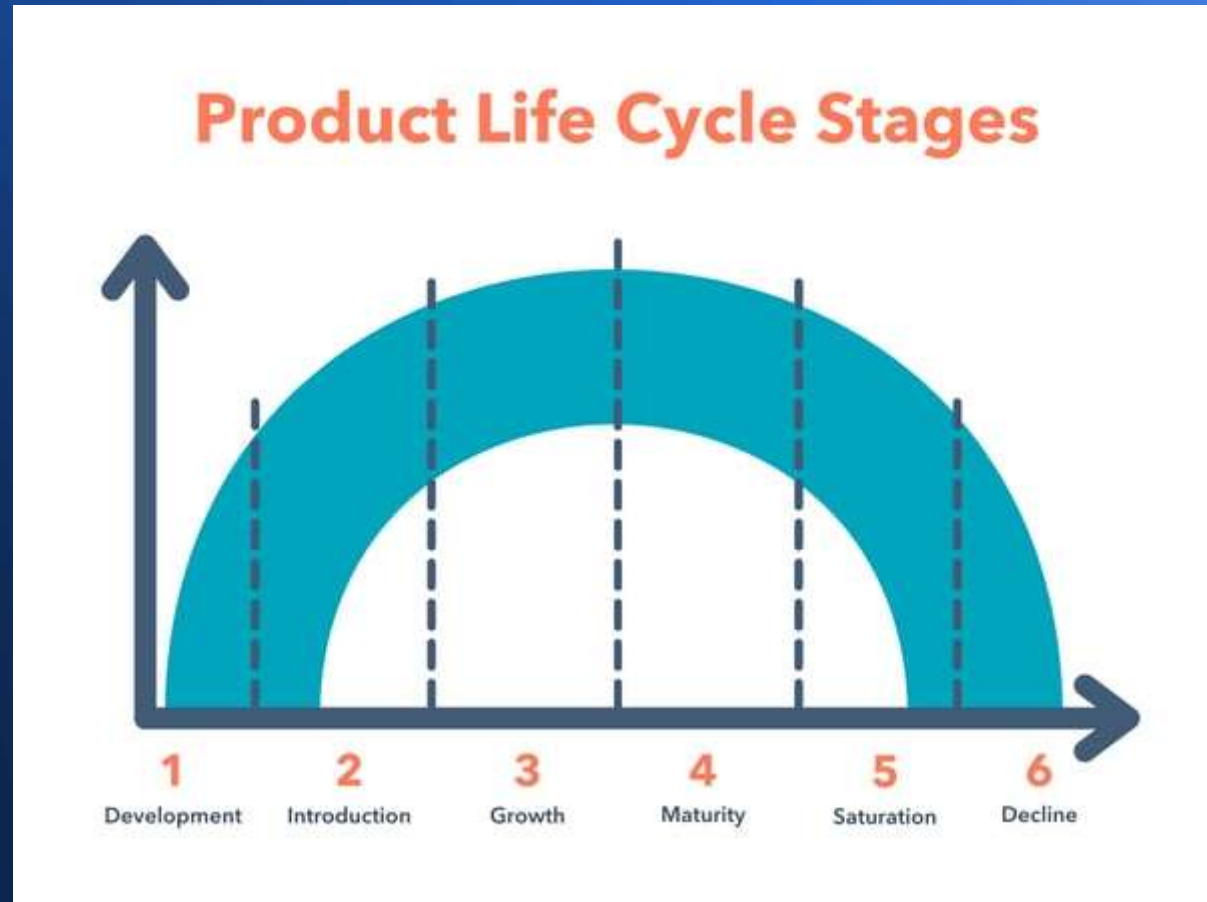 Product Life Cycle Stages
1 2 3 4 5 6
Development Introduction Growth Maturity Saturation Decline